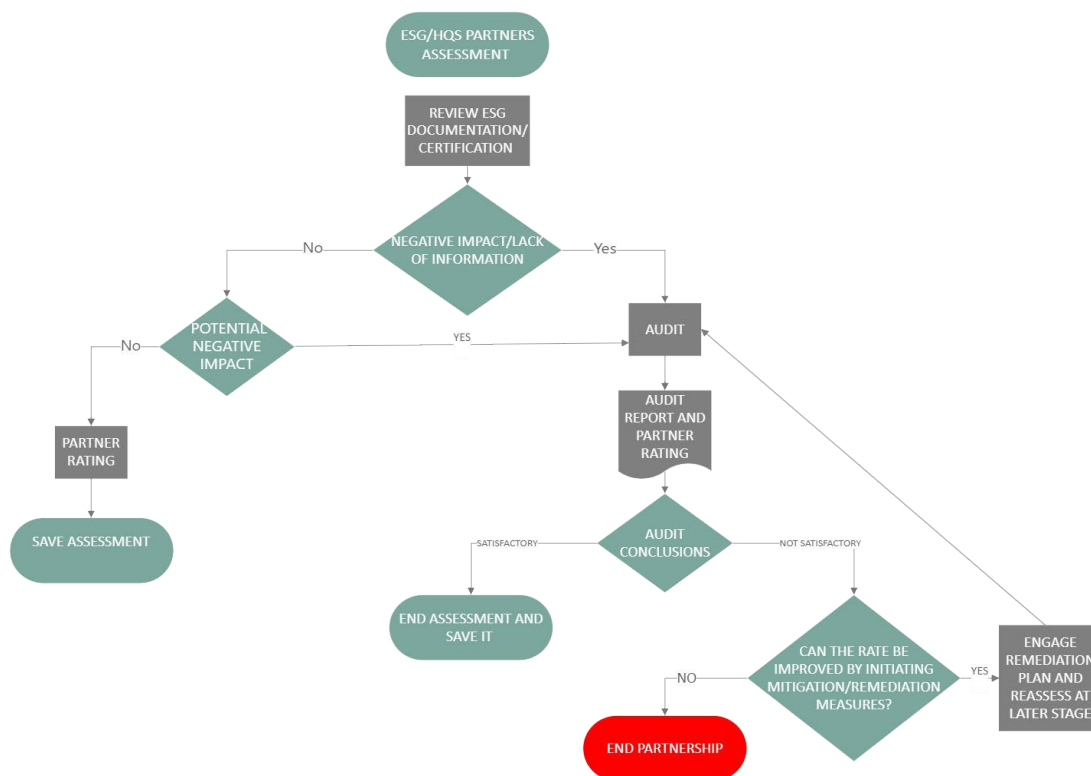 ESG/HQS PARTNERS
ASSESSMENT
REVIEW ESG
DOCUMENTATION/
CERTIFICATION
NEGATIVE IMPACT/LACK
OF INFORMATION
No
Yes
POTENTIAL
NEGATIVE
IMPACT
No
YES
AUDIT
PARTNER
RATING
AUDIT
REPORT AND
PARTNER
RATING
SAVE ASSESSMENT
AUDIT
CONCLUSIONS
SATISFACTORY
NOT SATISFACTORY
END ASSESSMENT AND
SAVE IT
CAN THE RATE BE
IMPROVED BY INITIATING
MITIGATION/REMEDIATION
MEASURES?
NO
YES
ENGAGE
REMEDIATION
PLAN AND
REASSESS AT
LATER STAGE
END PARTNERSHIP